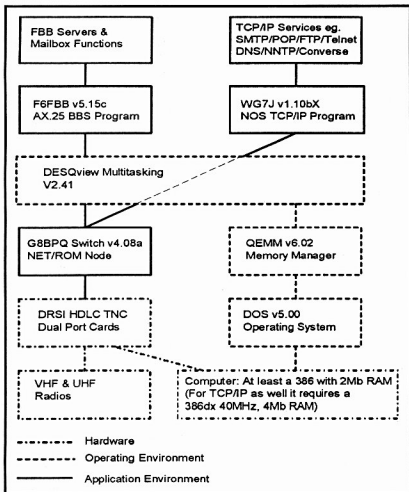 FBB Servers &
Mailbox Functions
TCP/IP Services eg.
SMTP/POP/FTP/Telnet
DNS/NNTP/Converse
F6FBB v5.15c
AX.25 BBS Program
WG7J v1.10bX
NOS TCP/IP Program
DESQview Multitasking
V2.41
G8BPQ Switch v4.08a
NET/ROM Node
QEMM v6.02
Memory Manager
DRSI HDLC TNC
Dual Port Cards
DOS v5.00
Operating System
VHF & UHF
Radios
Computer: At least a 386 with 2Mb RAM
(For TCP/IP as well it requires a
386dx 40MHz, 4Mb RAM)
Hardware
Operating Environment
Application Environment